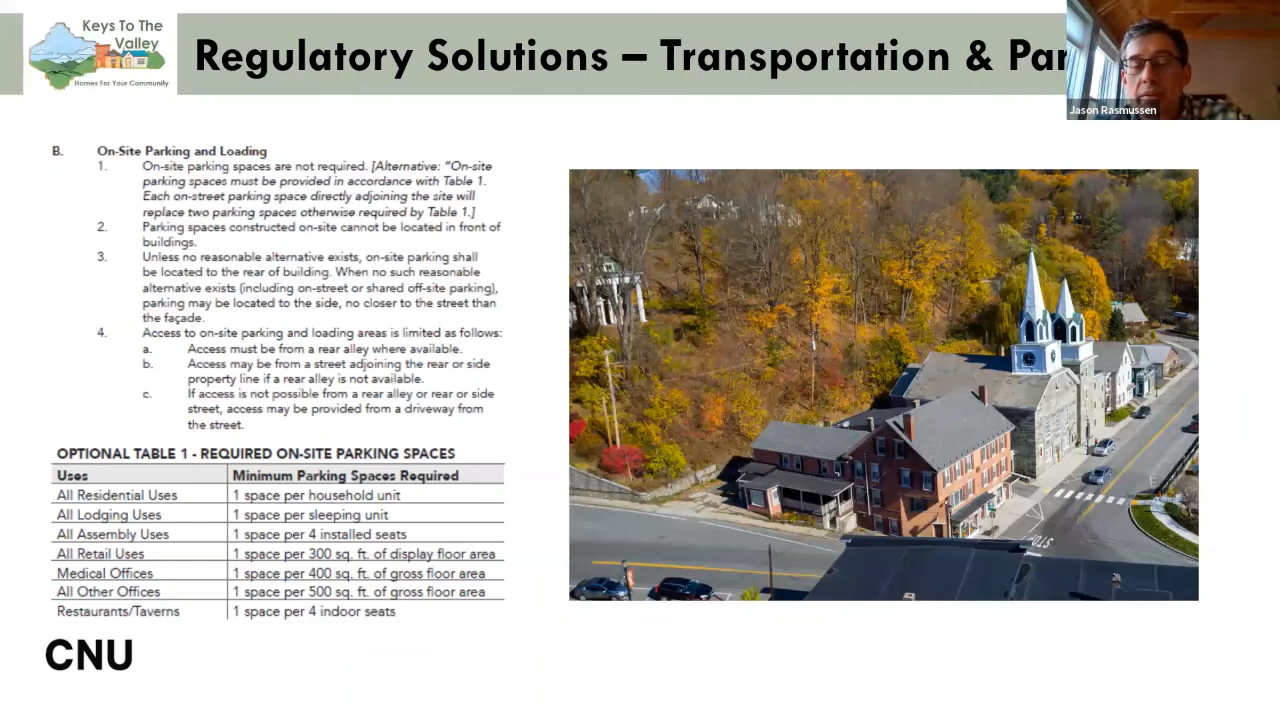 Keys To The
Valley
Homes For Your Community
Regulatory Solutions – Transportation & Par
Jason Rasmussen
B. On-Site Parking and Loading
1. On-site parking spaces are not required. [Alternative: "On-site
parking spaces must be provided in accordance with Table 1.
Each on-street parking space directly adjoining the site will
replace two parking spaces otherwise required by Table 1.]
2. Parking spaces constructed on-site cannot be located in front of
buildings.
3. Unless no reasonable alternative exists, on-site parking shall
be located to the rear of building. When no such reasonable
alternative exists (including on-street or shared off-site parking),
parking may be located to the side, no closer to the street than
the façade.
4. Access to on-site parking and loading areas is limited as follows:
a. Access must be from a rear alley where available.
b. Access may be from a street adjoining the rear or side
property line if a rear alley is not available.
c. If access is not possible from a rear alley or rear or side
street, access may be provided from a driveway from
the street.
OPTIONAL TABLE 1 - REQUIRED ON-SITE PARKING SPACES
Uses Minimum Parking Spaces Required
All Residential Uses 1 space per household unit
All Lodging Uses 1 space per sleeping unit
All Assembly Uses 1 space per 4 installed seats
All Retail Uses 1 space per 300 sq. ft. of display floor area
Medical Offices 1 space per 400 sq. ft. of gross floor area
All Other Offices 1 space per 500 sq. ft. of gross floor area
Restaurants/Taverns 1 space per 4 indoor seats
STOP
CNU